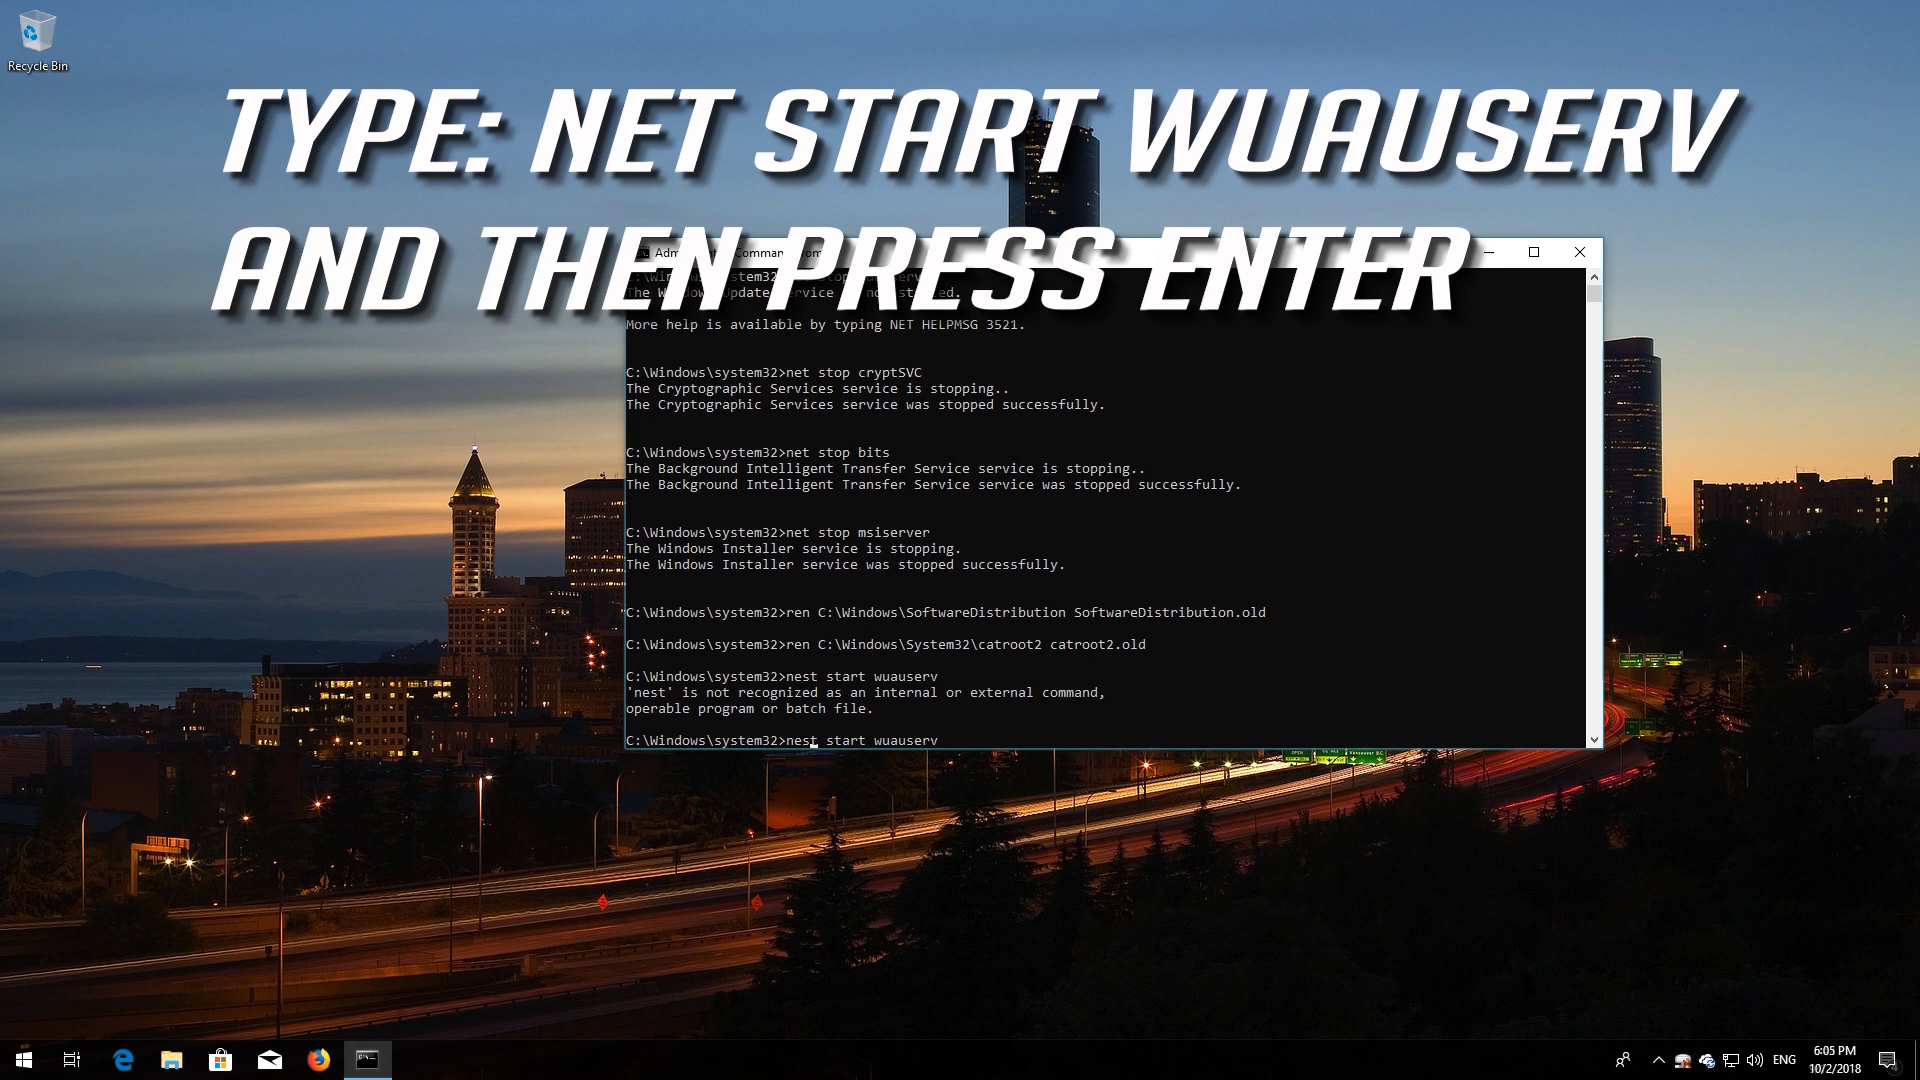 Recycle Bin
TYPE: NET START WUAUSERV
AND THEN PRESS ENTER
More help is available by typing NET HELPMSG 3521.
C:\Windows\system32>net stop cryptSVC
The Cryptographic Services service is stopping..
The Cryptographic Services service was stopped successfully.
C:\Windows\system32>net stop bits
The Background Intelligent Transfer Service service is stopping..
The Background Intelligent Transfer Service service was stopped successfully.
C:\Windows\system32>net stop msiserver
The Windows Installer service is stopping.
The Windows Installer service was stopped successfully.
C:\Windows\system32>ren C:\Windows\SoftwareDistribution SoftwareDistribution.old
C:\Windows\system32>ren C:\Windows\System32\catroot2 catroot2.old
C:\Windows\system32>nest start wuauserv
'nest' is not recognized as an internal or external command,
operable program or batch file.
C:\Windows\system32>nest start wuauserv
ENG
6:05 PM
10/2/2018